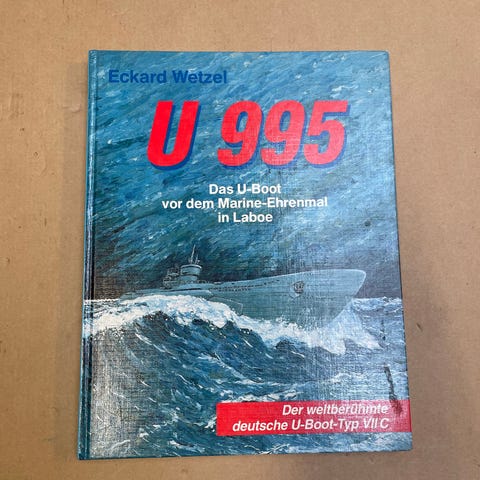 Eckard Wetzel
U 995
Das U-Boot
vor dem Marine-Ehrenmal
in Laboe
Der weltberühmte
deutsche U-Boot-Typ VII C